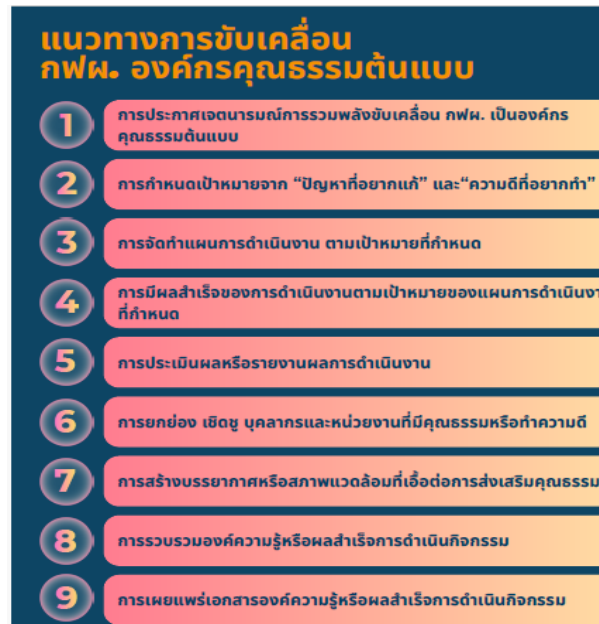 แนวทางการขับเคลื่อน
กฟผ. องค์กรคุณธรรมต้นแบบ
1
การประกาศเจตนารมณ์การรวมพลังขับเคลื่อน กฟผ. เป็นองค์กร
คุณธรรมต้นแบบ
2
การกำหนดเป้าหมายจาก “ปัญหาที่อยากแก้” และ“ความดีที่อยากทำ”
3
การจัดทำแผนการดำเนินงาน ตามเป้าหมายที่กำหนด
4
การมีผลสำเร็จของการดำเนินงานตามเป้าหมายของแผนการดำเนินงา
ที่กำหนด
5
การประเมินผลหรือรายงานผลการดำเนินงาน
6
การยกย่อง เชิดชู บุคลากรและหน่วยงานที่มีคุณธรรมหรือทำความดี
7
การสร้างบรรยากาศหรือสภาพแวดล้อมที่เอื้อต่อการส่งเสริมคุณธรรม
8
การรวบรวมองค์ความรู้หรือผลสำเร็จการดำเนินกิจกรรม
9
การเผยแพร่เอกสารองค์ความรู้หรือผลสำเร็จการดำเนินกิจกรรม